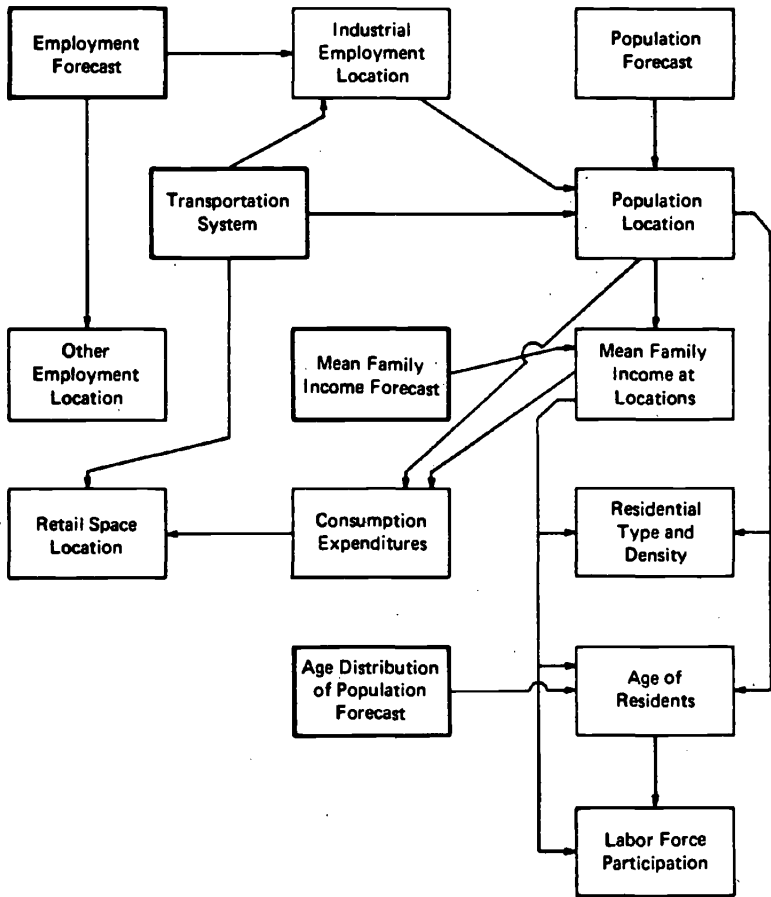 Employment
Forecast
Industrial
Employment
Location
Population
Forecast
Transportation
System
Population
Location
Other
Employment
Location
Mean Family
Income Forecast
Mean Family
Income at
Locations
Retail Space
Location
Consumption
Expenditures
Residential
Type and
Density
Age Distribution
of Population
Forecast
Age of
Residents
Labor Force
Participation